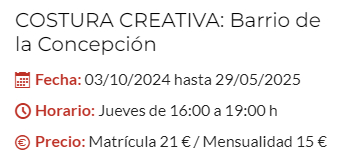 COSTURA CREATIVA: Barrio de
la Concepción
Fecha: 03/10/2024 hasta 29/05/2025
Horario: Jueves de 16:00 a 19:00 h
Precio: Matrícula 21 € / Mensualidad 15 €